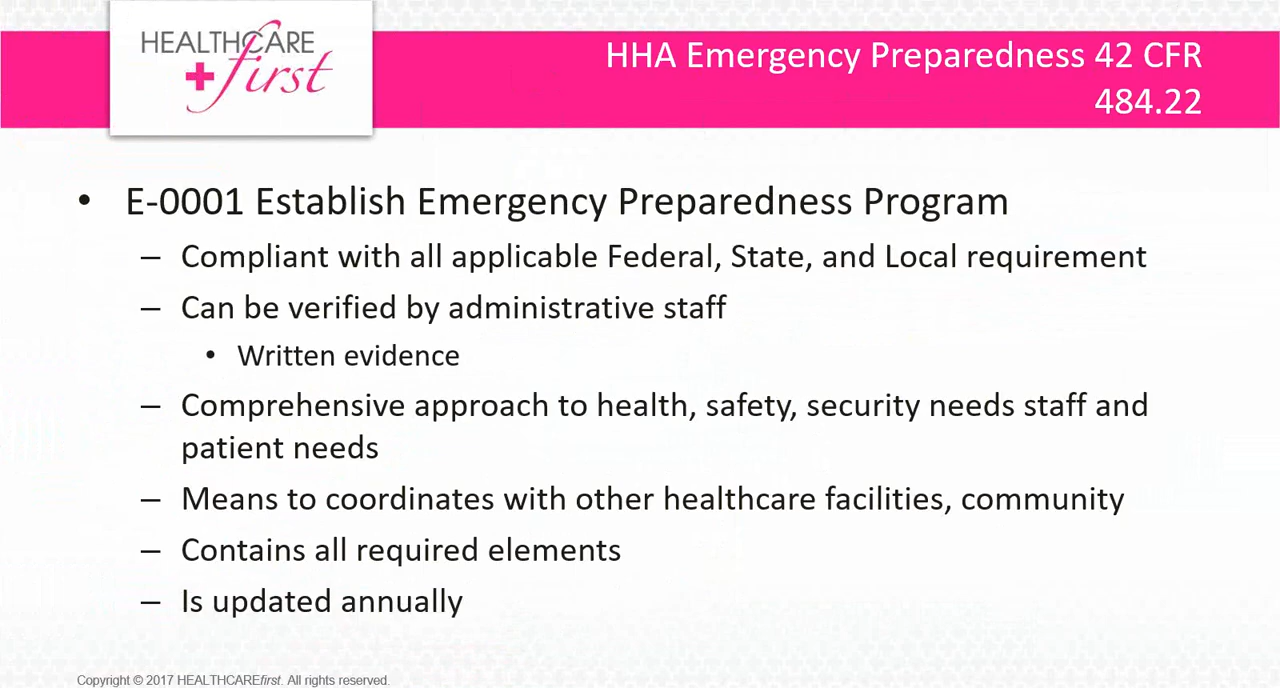 HEALTHCARE
first
HHA Emergency Preparedness 42 CFR
484.22
• E-0001 Establish Emergency Preparedness Program
– Compliant with all applicable Federal, State, and Local requirement
– Can be verified by administrative staff
• Written evidence
– Comprehensive approach to health, safety, security needs staff and
patient needs
– Means to coordinates with other healthcare facilities, community
– Contains all required elements
– Is updated annually
Copyright © 2017 HEALTHCAREfirst. All rights reserved.